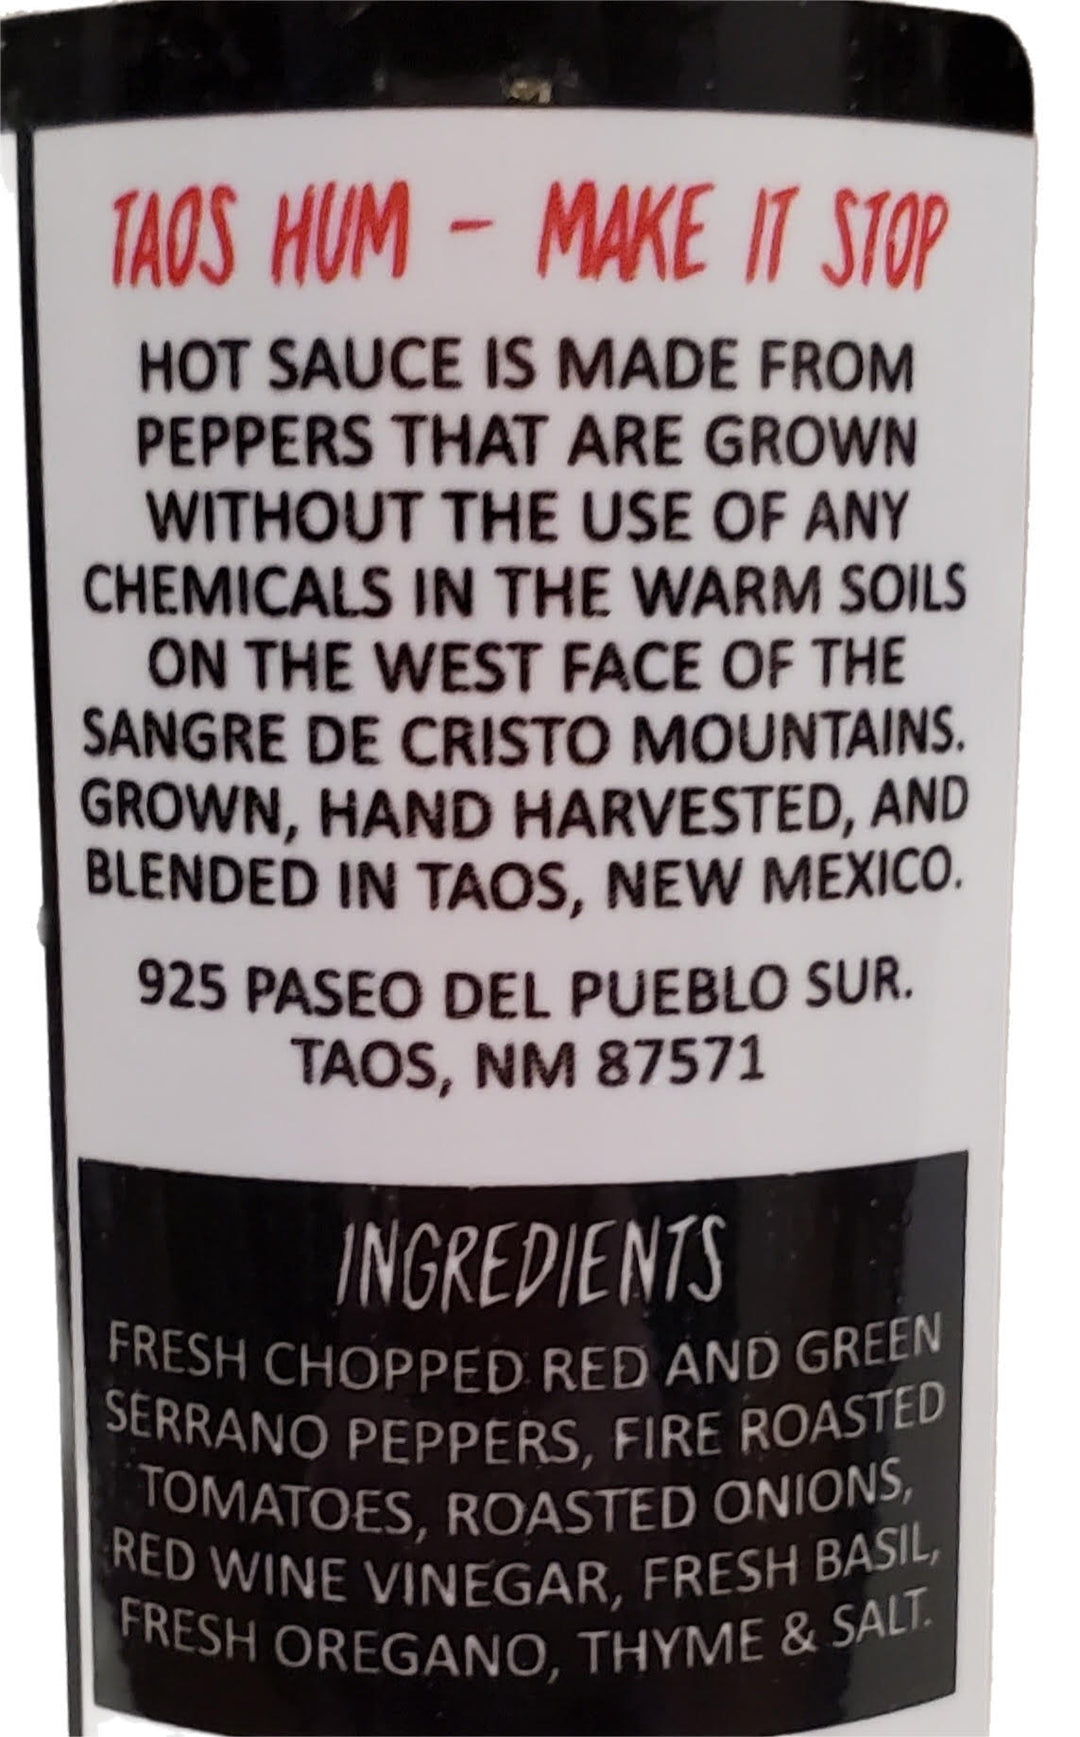 TAOS HUM - MAKE IT STOP
HOT SAUCE IS MADE FROM
PEPPERS THAT ARE GROWN
WITHOUT THE USE OF ANY
CHEMICALS IN THE WARM SOILS
ON THE WEST FACE OF THE
SANGRE DE CRISTO MOUNTAINS.
GROWN, HAND HARVESTED, AND
BLENDED IN TAOS, NEW MEXICO.
925 PASEO DEL PUEBLO SUR.
TAOS, NM 87571
INGREDIENTS
FRESH CHOPPED RED AND GREEN
SERRANO PEPPERS, FIRE ROASTED
TOMATOES, ROASTED ONIONS,
RED WINE VINEGAR, FRESH BASIL,
FRESH OREGANO, THYME & SALT.